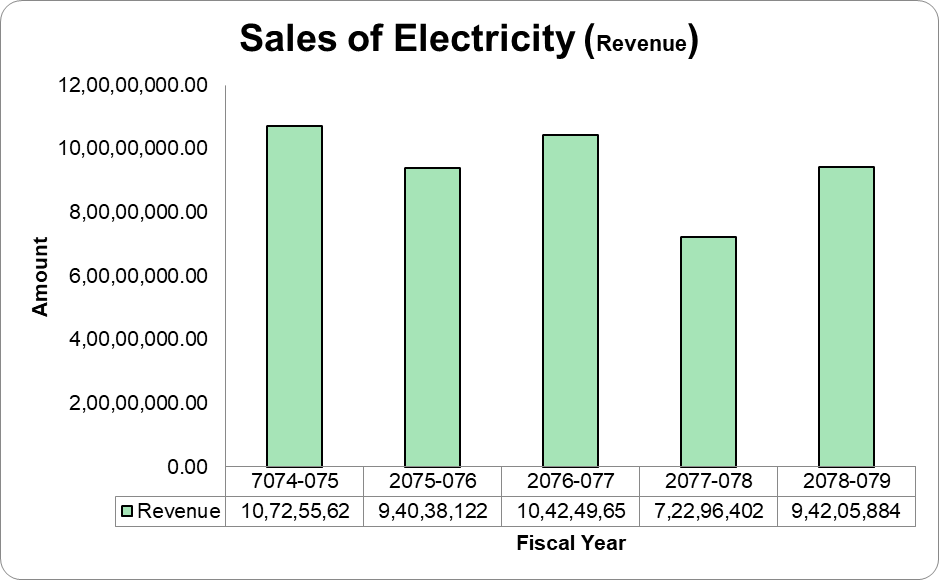 Sales of Electricity (Revenue)
12,00,00,000.00
10,00,00,000.00
8,00,00,000.00
6,00,00,000.00
4,00,00,000.00
2,00,00,000.00
0.00
Amount
7074-075 2075-076 2076-077 2077-078 2078-079
Revenue 10,72,55,62 9,40,38,122 10,42,49,65 7,22,96,402 9,42,05,884
Fiscal Year